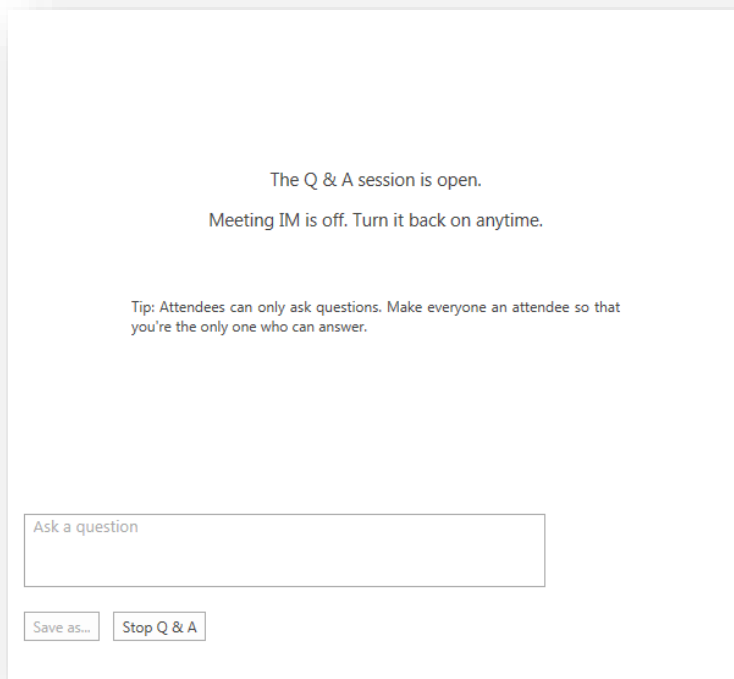 The Q & A session is open.
Meeting IM is off. Turn it back on anytime.
Tip: Attendees can only ask questions. Make everyone an attendee so that
you're the only one who can answer.
Ask a question
Save as...
Stop Q & A